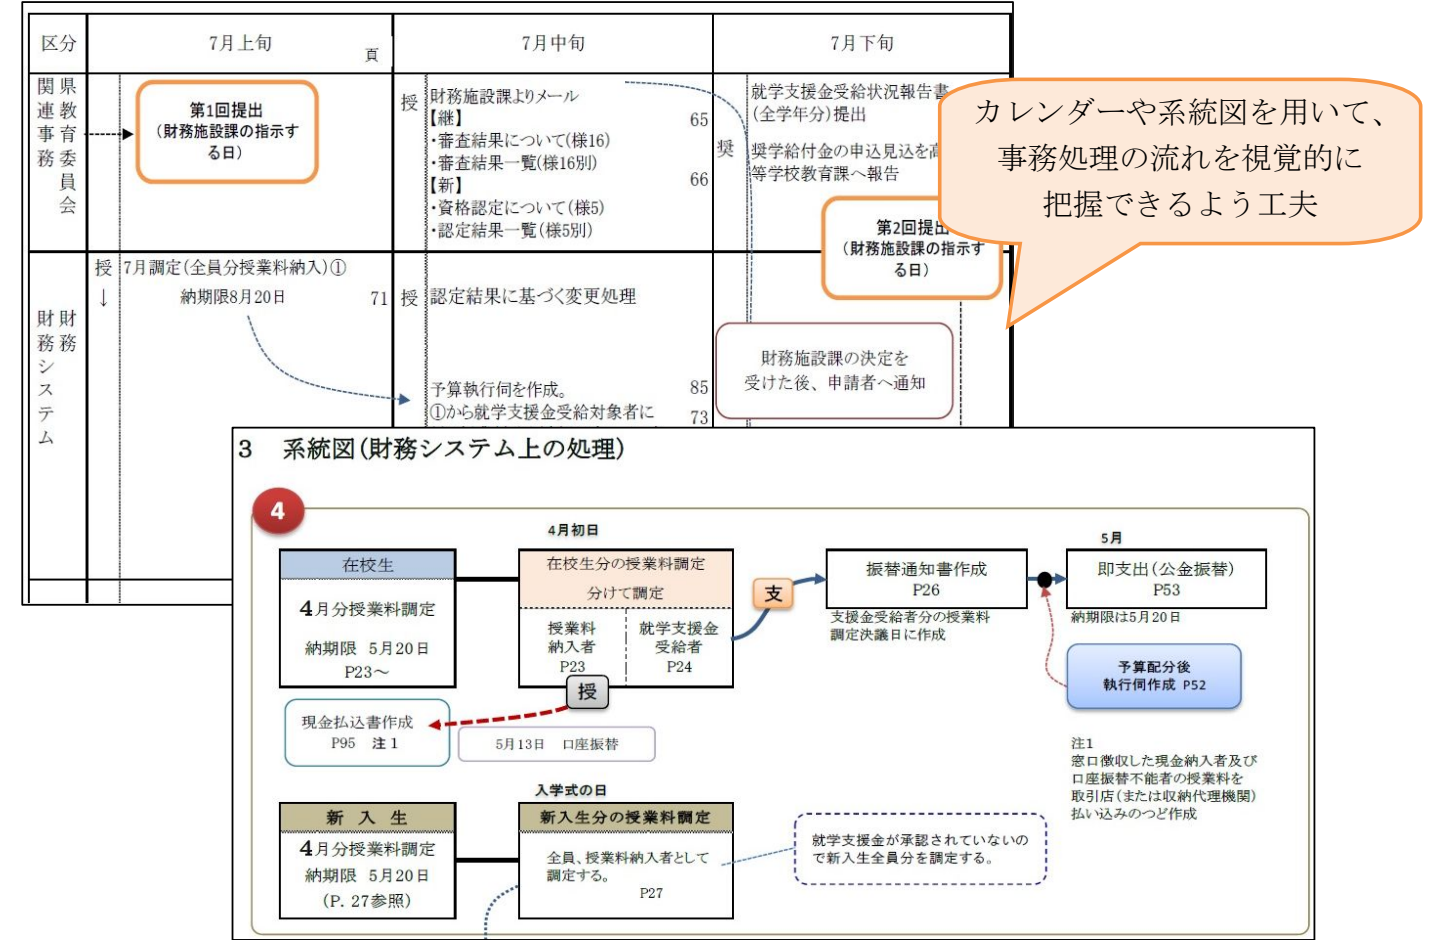 区分
7月上旬
頁
7月中旬
7月下旬
県教育委員会
関連事務
第1回提出
(財務施設課の指示す
る日)
授
財務施設課よりメール
【継】
65
・審査結果について(様16)
・審査結果一覧(様16別)
【新】
66
・資格認定について(様5)
・認定結果一覧(様5別)
就学支援金受給状況報告書
(全学年分)提出
奨
奨学給付金の申込見込を高
等学校教育課へ報告
第2回提出
(財務施設課の指示す
る日)
カレンダーや系統図を用いて、
事務処理の流れを視覚的に
把握できるよう工夫
財務
財務システム
授
↓
7月調定(全員分授業料納入)①
納期限8月20日
71
授
認定結果に基づく変更処理
予算執行伺を作成。
85
①から就学支援金受給対象者に
73
財務施設課の決定を
受けた後、申請者へ通知
3 系統図(財務システム上の処理)
4
在校生
4月分授業料調定
納期限 5月20日
P23～
4月初日
在校生分の授業料調定
分けて調定
授業料
納入者
P23
就学支援金
受給者
P24
支
授
振替通知書作成
P26
支援金受給者分の授業料
調定決議日に作成
5月
即支出(公金振替)
P53
納期限は5月20日
予算配分後
執行伺作成 P52
現金払込書作成
P95 注1
5月13日 口座振替
注1
窓口徴収した現金納入者及び
口座振替不能者の授業料を
取引店(または収納代理機関)
払い込みのつど作成
新 入 生
4月分授業料調定
納期限 5月20日
(P. 27参照)
入学式の日
新入生分の授業料調定
全員、授業料納入者として
調定する。
P27
就学支援金が承認されていないの
で新入生全員分を調定する。